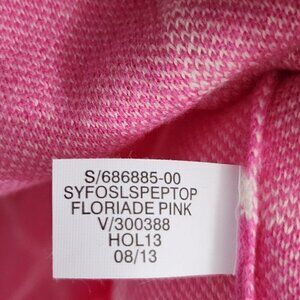 S/686885-00
SYFOSLSPEPTOP
FLORIADE PINK
V/300388
HOL13
08/13